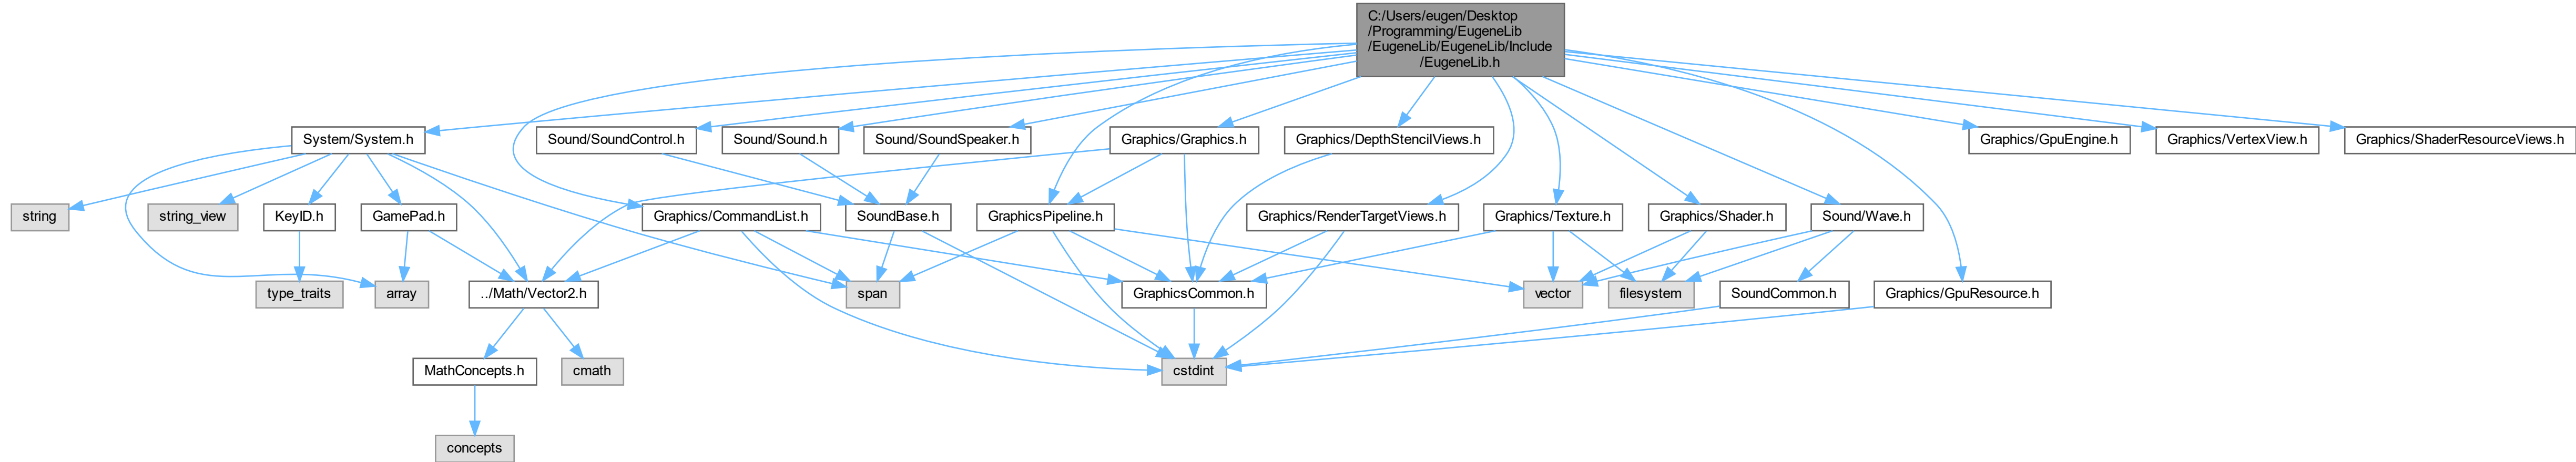 C:/Users/eugen/Desktop
/Programming/EugeneLib
/EugeneLib/EugeneLib/Include
/EugeneLib.h
System/System.h
Sound/SoundControl.h
Sound/Sound.h
Sound/SoundSpeaker.h
Graphics/Graphics.h
Graphics/DepthStencilViews.h
Graphics/GpuEngine.h
Graphics/VertexView.h
Graphics/ShaderResourceViews.h
string
string_view
KeyID.h
GamePad.h
Graphics/CommandList.h
SoundBase.h
GraphicsPipeline.h
Graphics/RenderTargetViews.h
Graphics/Texture.h
Graphics/Shader.h
Sound/Wave.h
type_traits
array
../Math/Vector2.h
span
GraphicsCommon.h
vector
filesystem
SoundCommon.h
Graphics/GpuResource.h
MathConcepts.h
cmath
cstdint
concepts